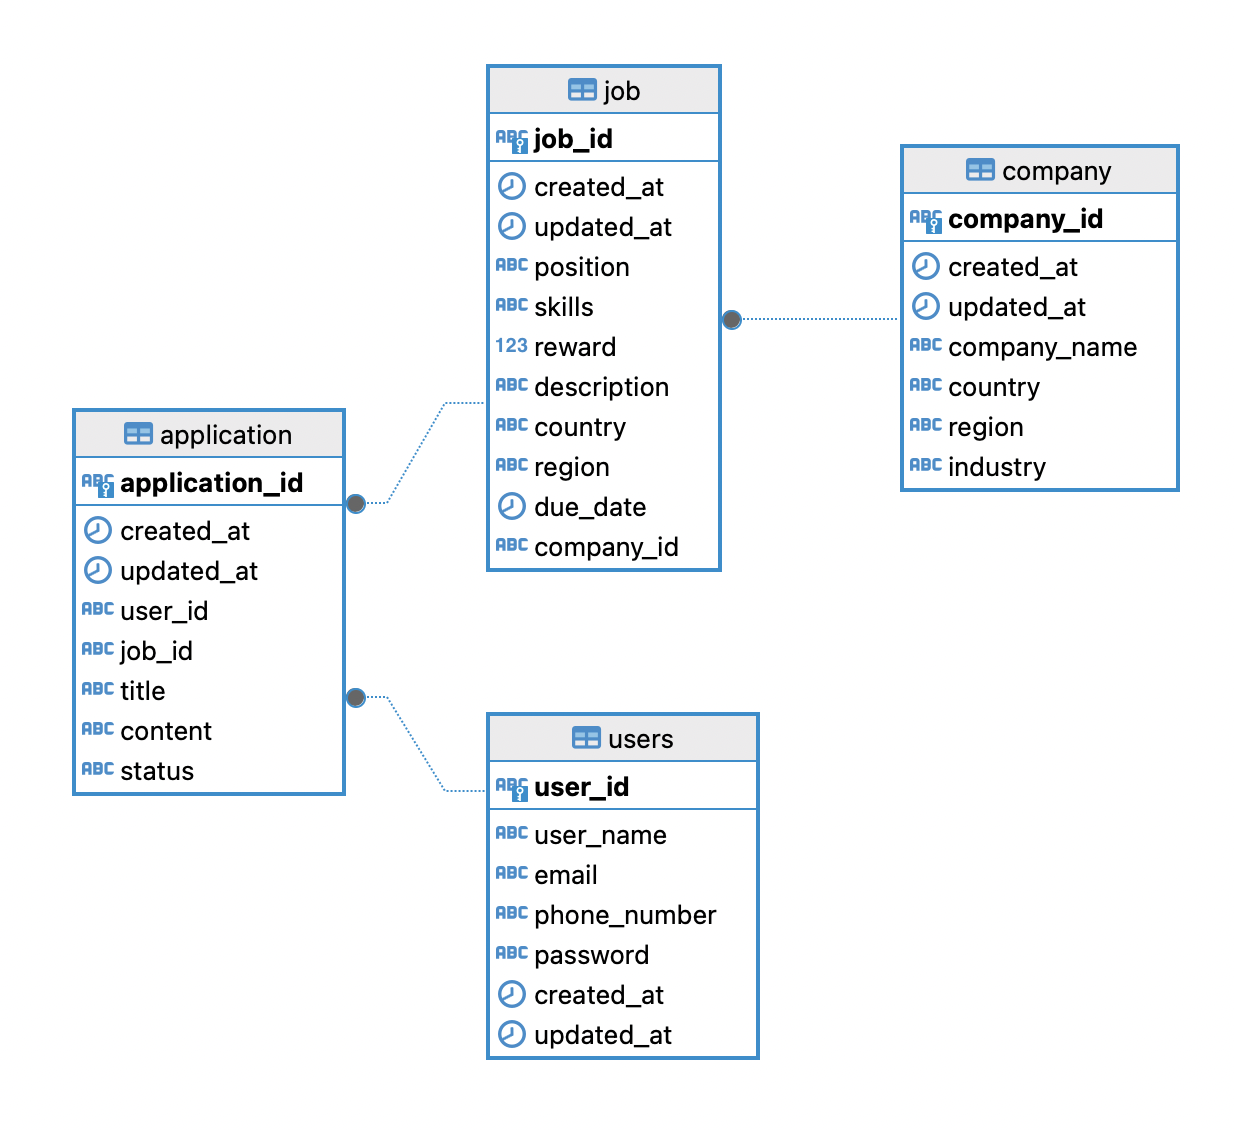 job
ABC job_id
created_at
updated_at
ABC position
ABC skills
123 reward
ABC description
ABC country
ABC region
due_date
ABC company_id
company
ABC company_id
created_at
updated_at
ABC company_name
ABC country
ABC region
ABC industry
application
ABC application_id
created_at
updated_at
ABC user_id
ABC job_id
ABC title
ABC content
ABC status
users
ABC user_id
ABC user_name
ABC email
ABC phone_number
ABC password
created_at
updated_at